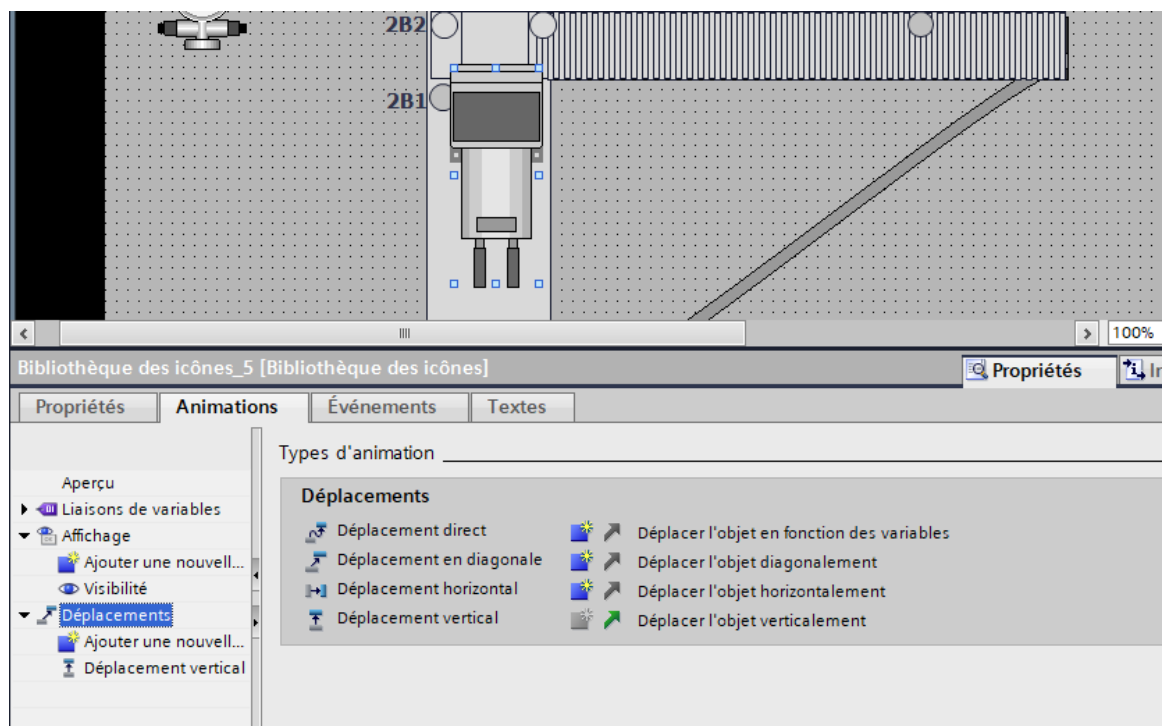 2B2
2B1
100%
Bibliothèque des icônes_5 [Bibliothèque des icônes]
Propriétés
Propriétés Animations Événements Textes
Types d'animation
Aperçu
Liaisons de variables
Affichage
Ajouter une nouvell...
Visibilité
Déplacements
Ajouter une nouvell...
Déplacement vertical
Déplacements
Déplacement direct Déplacer l'objet en fonction des variables
Déplacement en diagonale Déplacer l'objet diagonalement
Déplacement horizontal Déplacer l'objet horizontalement
Déplacement vertical Déplacer l'objet verticalement